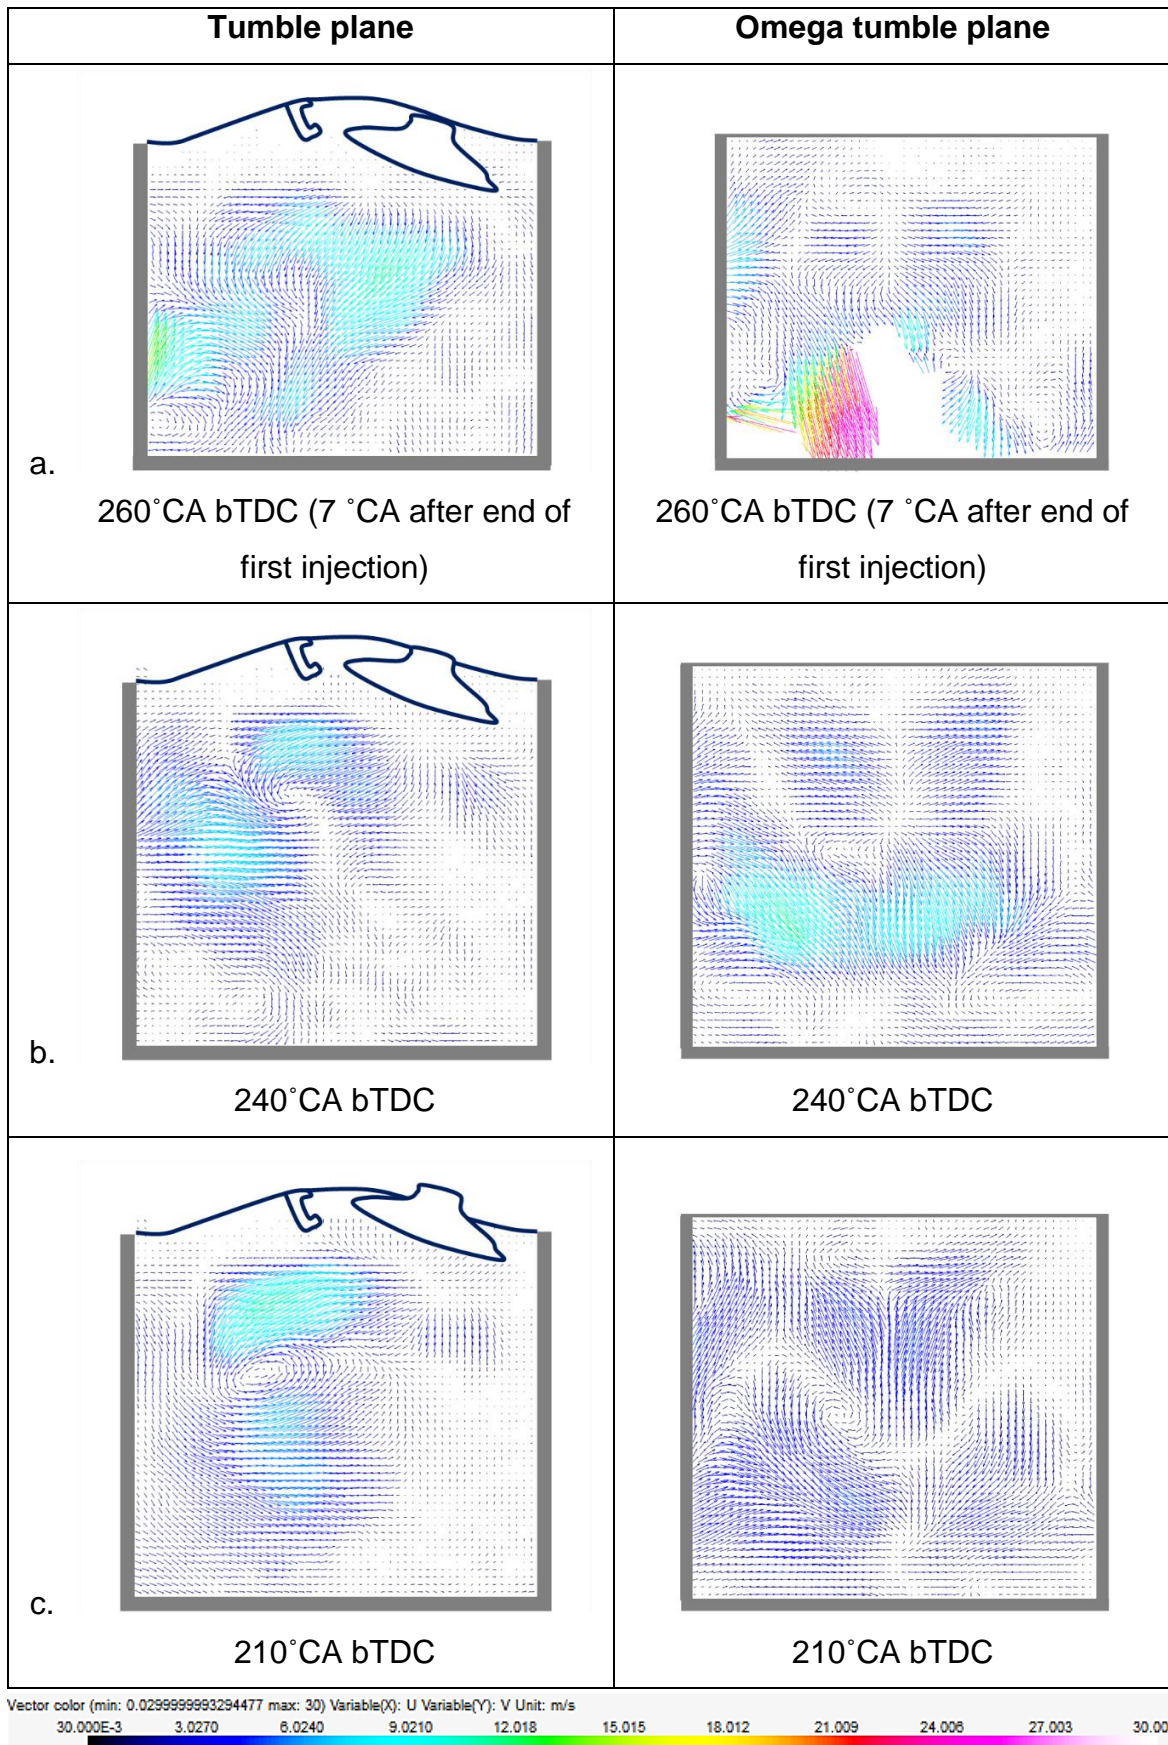 Tumble plane
Omega tumble plane
a.
260˚CA bTDC (7 ˚CA after end of
first injection)
260˚CA bTDC (7 ˚CA after end of
first injection)
b.
240˚CA bTDC
240˚CA bTDC
c.
210˚CA bTDC
210˚CA bTDC
Vector color (min: 0.0299999993294477 max: 30) Variable(X): U Variable(Y): V Unit: m/s
30.000E-3 3.0270 6.0240 9.0210 12.018 15.015 18.012 21.009 24.006 27.003 30.00